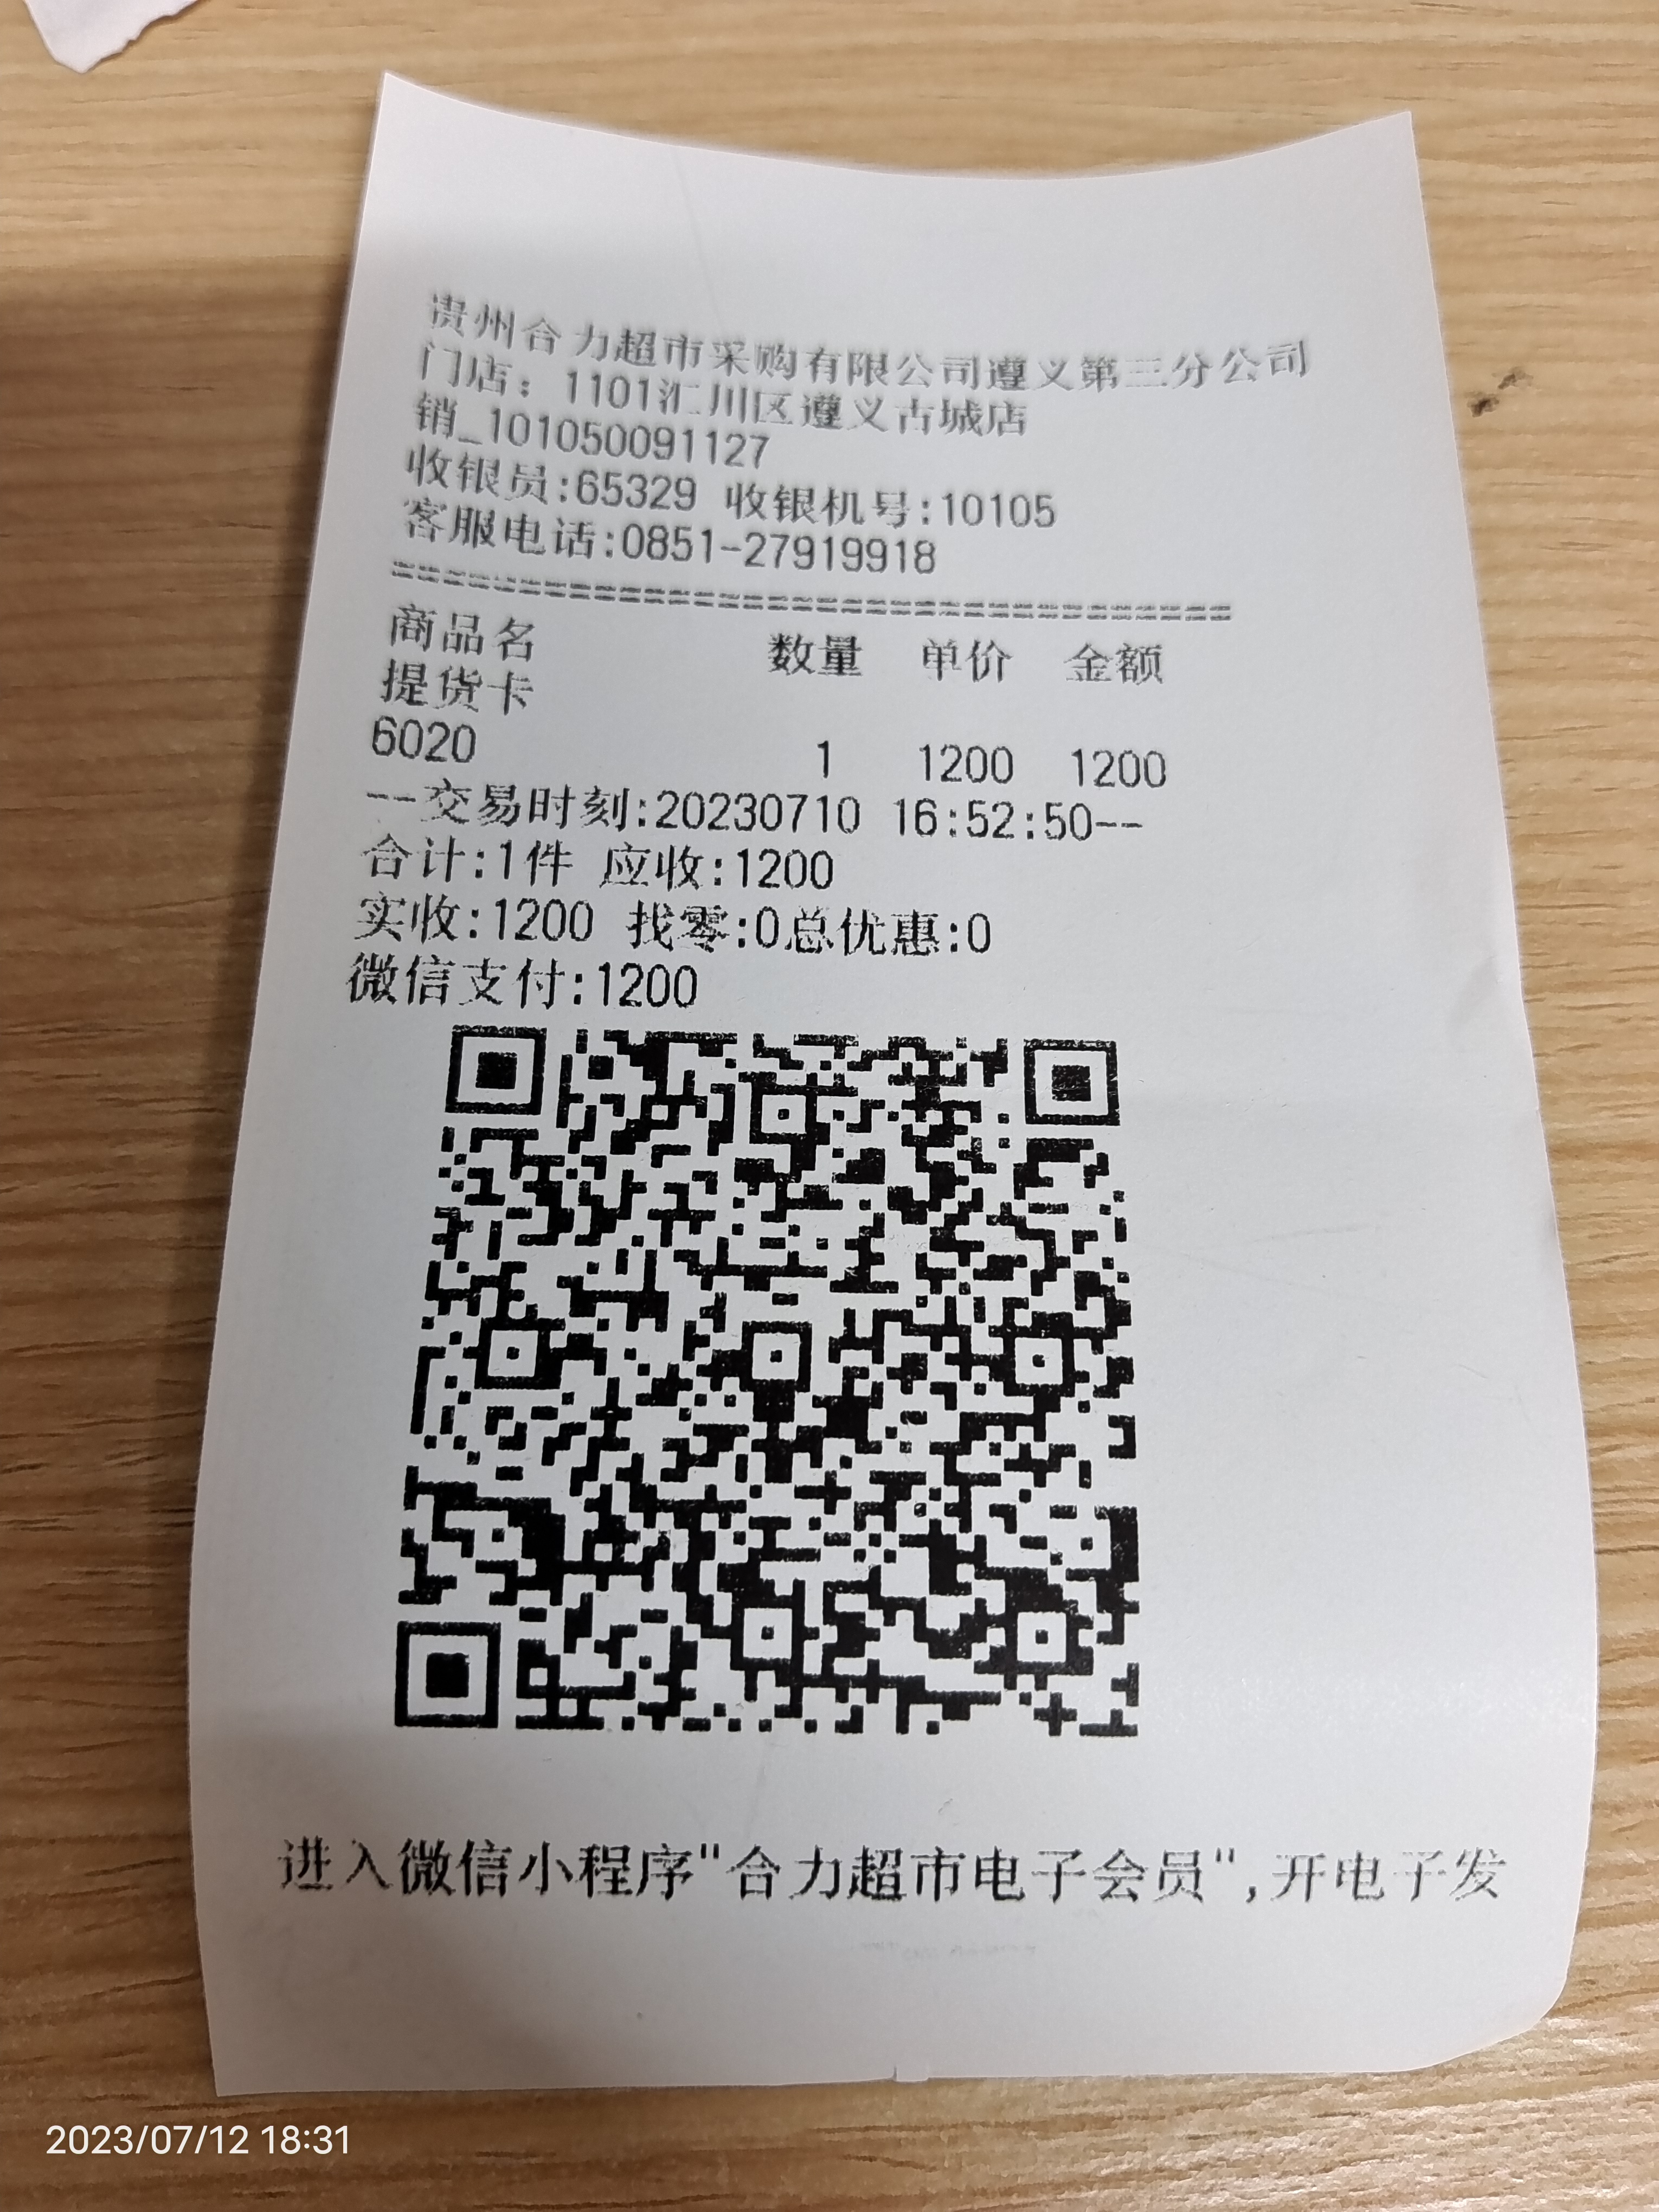 贵州合力超市采购有限公司遵义第三分公司
门店：1101汇川区遵义古城店
销_101050091127
收银员:65329 收银机号:10105
客服电话:0851-27919918
==================================
商品名 数量 单价 金额
提货卡
6020 1 1200 1200
--交易时刻:20230710 16:52:50--
合计:1件 应收:1200
实收:1200 找零:0总优惠:0
微信支付:1200
进入微信小程序"合力超市电子会员",开电子发
2023/07/12 18:31